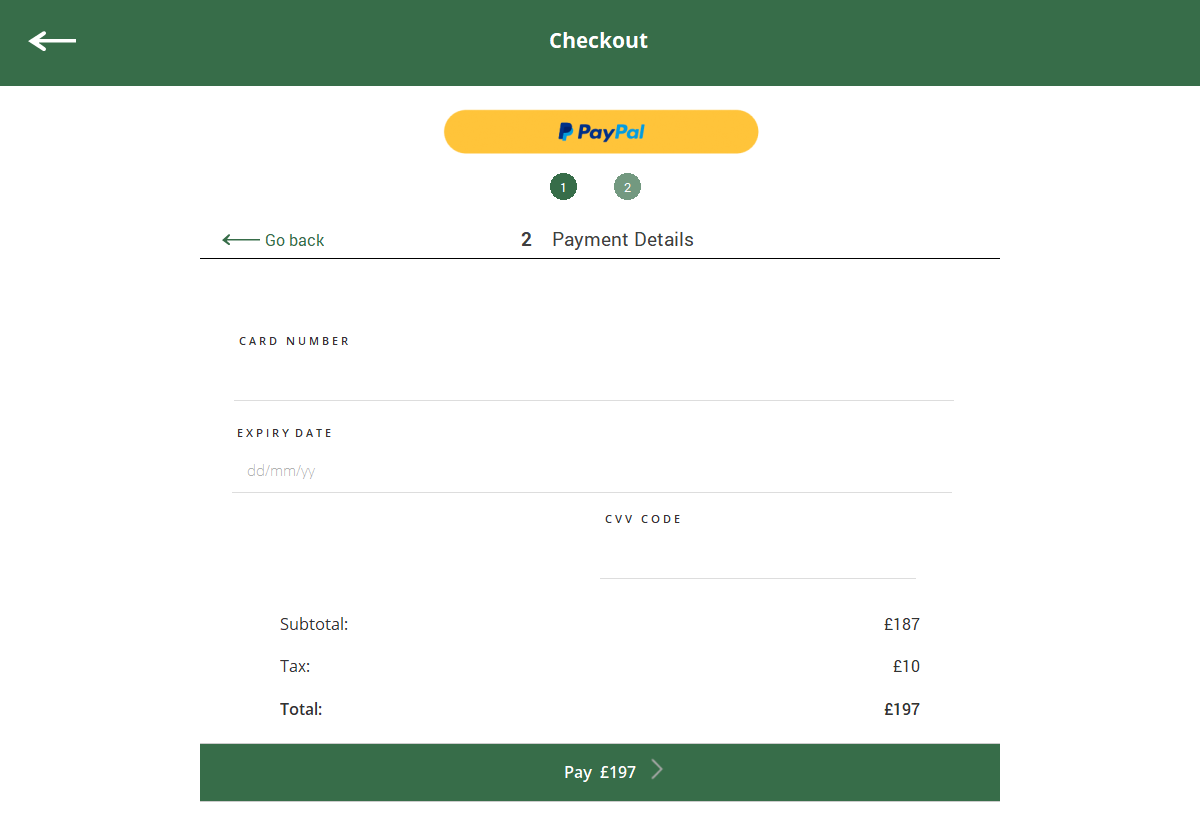 Checkout
PayPal
1 2
Go back 2 Payment Details
CARD NUMBER
EXPIRY DATE
dd/mm/yy
CVV CODE
Subtotal: £187
Tax: £10
Total: £197
Pay £197